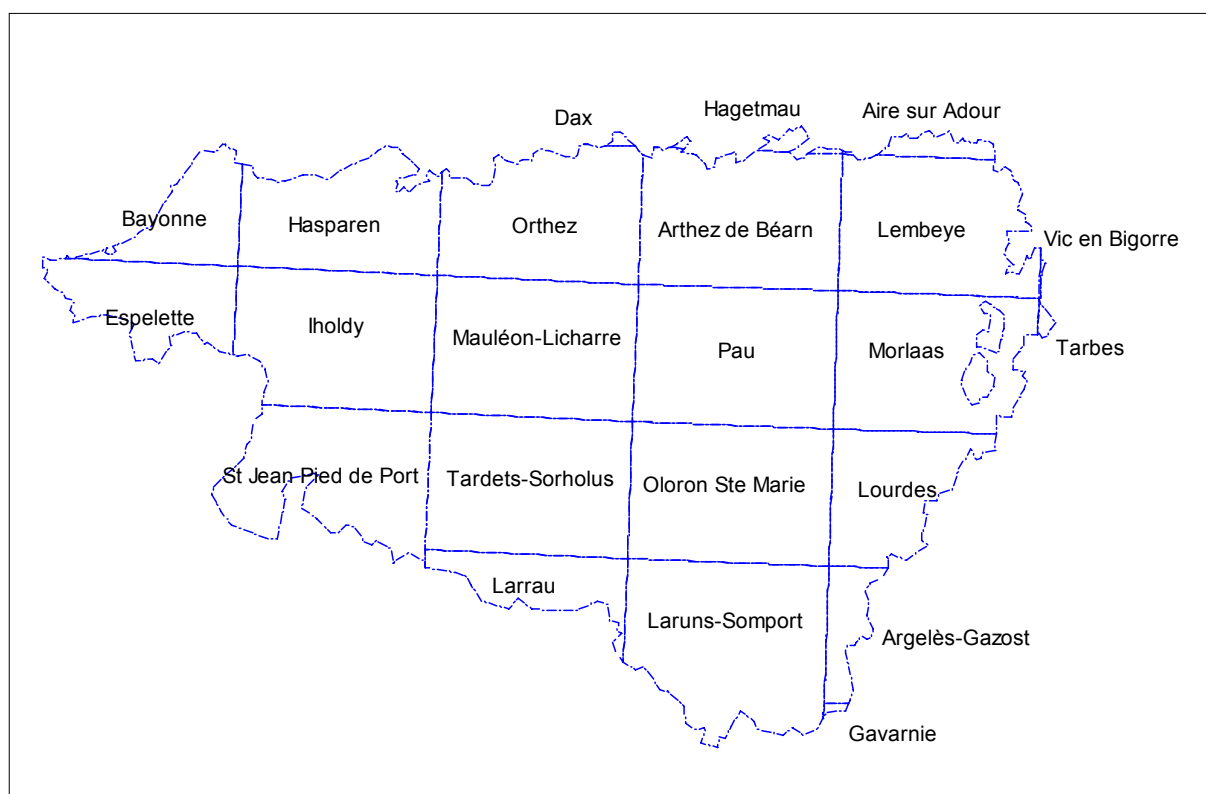 Dax
Hagetmau
Aire sur Adour
Bayonne
Hasparen
Orthez
Arthez de Béarn
Lembeye
Vic en Bigorre
Espelette
Iholdy
Mauléon-Licharre
Pau
Morlaas
Tarbes
St Jean Pied de Port
Tardets-Sorholus
Oloron Ste Marie
Lourdes
Larrau
Laruns-Somport
Argelès-Gazost
Gavarnie